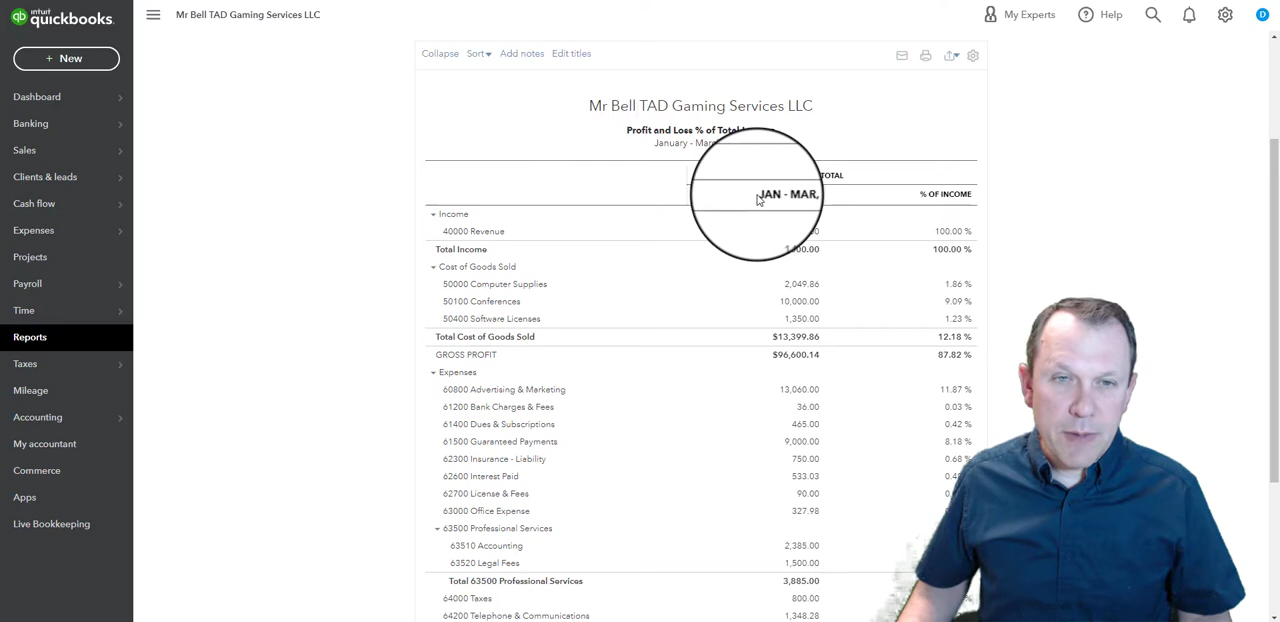 intuit
quickbooks.
Mr Bell TAD Gaming Services LLC
My Experts
Help
D
+ New
Dashboard
Banking
Sales
Clients & leads
Cash flow
Expenses
Projects
Payroll
Time
Reports
Taxes
Mileage
Accounting
My accountant
Commerce
Apps
Live Bookkeeping
Collapse Sort Add notes Edit titles
Mr Bell TAD Gaming Services LLC
Profit and Loss % of Total
January -
TOTAL
JAN - MAR, % OF INCOME
Income
40000 Revenue 100.00 %
Total Income 100.00 %
Cost of Goods Sold
50000 Computer Supplies 2,049.86 1.86 %
50100 Conferences 10,000.00 9.09 %
50400 Software Licenses 1,350.00 1.23 %
Total Cost of Goods Sold $13,399.86 12.18 %
GROSS PROFIT $96,600.14 87.82 %
Expenses
60800 Advertising & Marketing 13,060.00 11.87 %
61200 Bank Charges & Fees 36.00 0.03 %
61400 Dues & Subscriptions 465.00 0.42 %
61500 Guaranteed Payments 9,000.00 8.18 %
62300 Insurance - Liability 750.00 0.68 %
62600 Interest Paid 533.03
62700 License & Fees 90.00
63000 Office Expense 327.98
63500 Professional Services
63510 Accounting 2,385.00
63520 Legal Fees 1,500.00
Total 63500 Professional Services 3,885.00
64000 Taxes 800.00
64200 Telephone & Communications 1,348.28